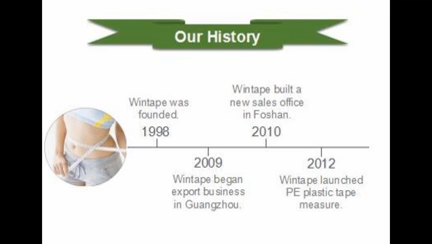 Our History
Wintape was
founded.
1998
2009
Wintape began
export business
in Guangzhou.
Wintape built a
new sales office
in Foshan.
2010
2012
Wintape launched
PE plastic tape
measure.